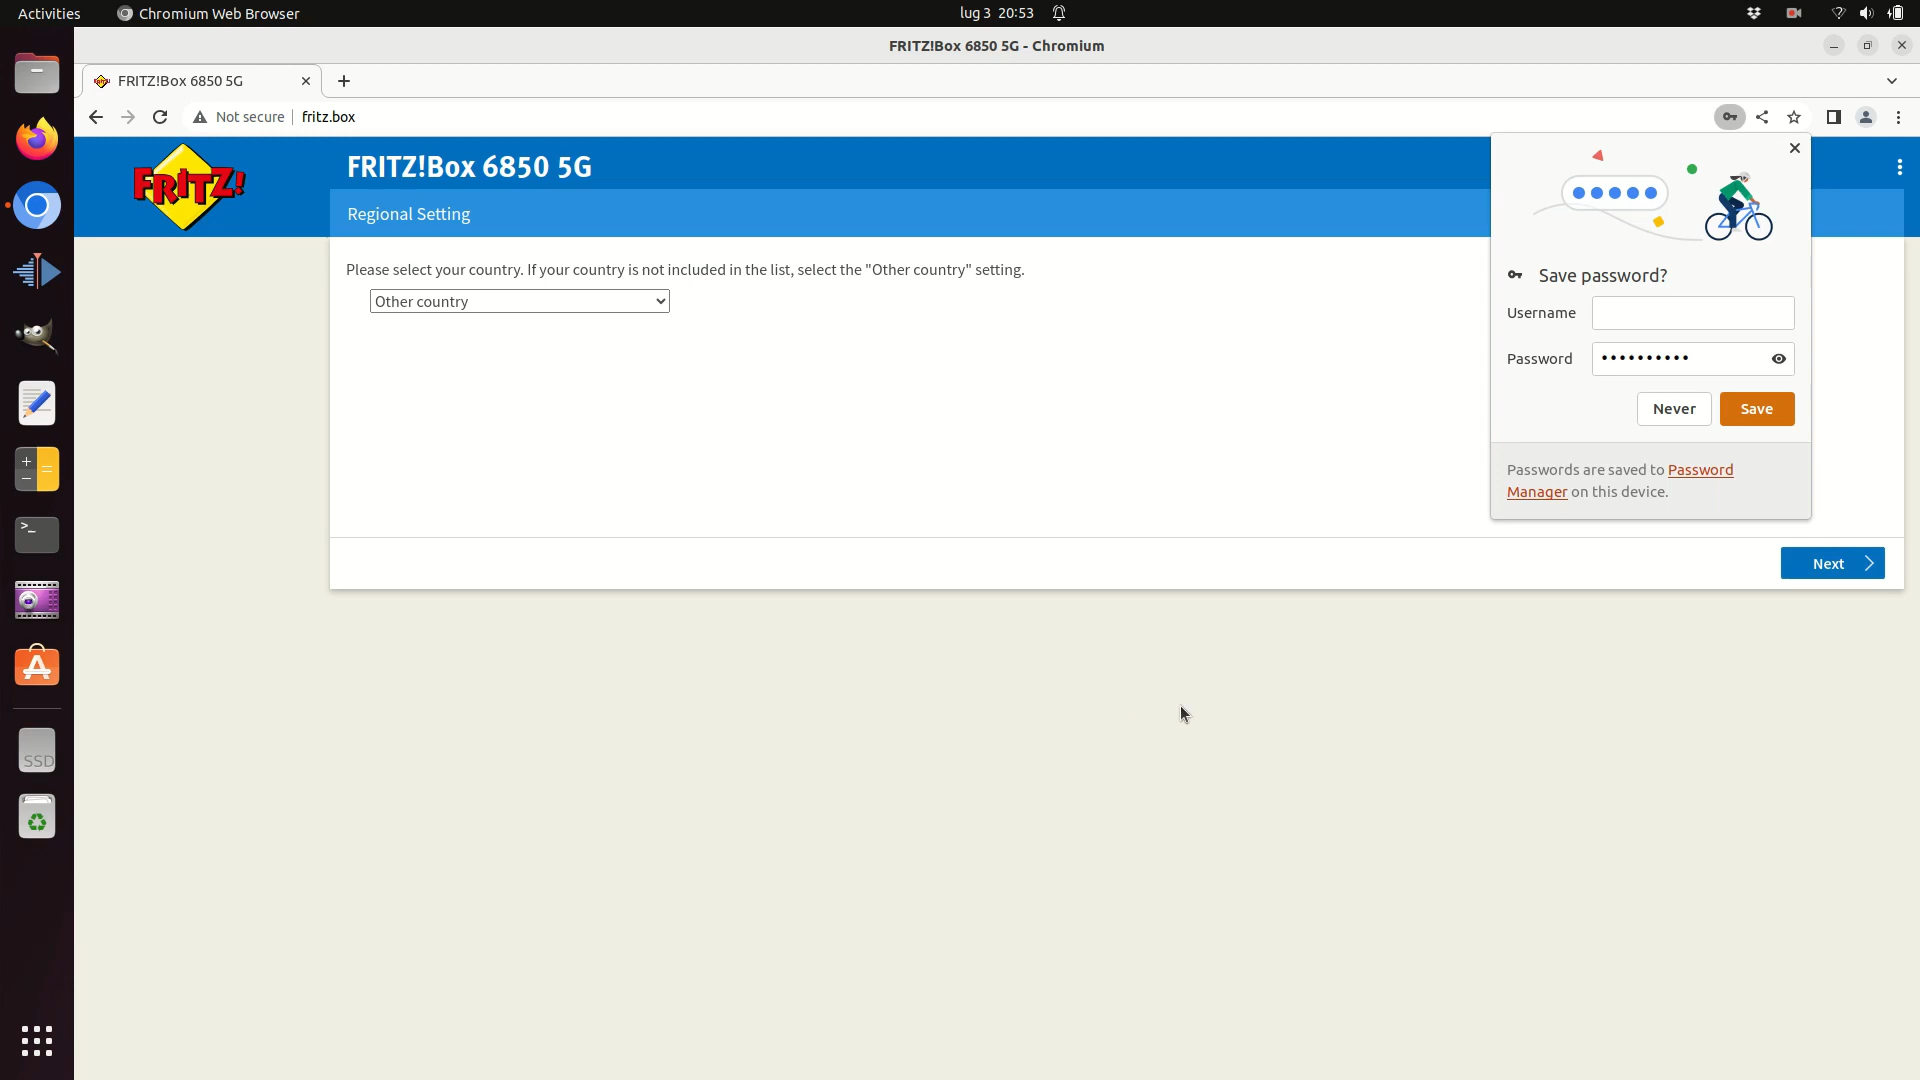 Activities
Chromium Web Browser
lug 3 20:53
FRITZ!Box 6850 5G - Chromium
FRITZ!Box 6850 5G
Not secure
fritz.box
FRITZ!
FRITZ!Box 6850 5G
Regional Setting
Please select your country. If your country is not included in the list, select the "Other country" setting.
Other country
Save password?
Username
Password
••••••••••
Never
Save
Passwords are saved to Password
Manager on this device.
Next
SSD